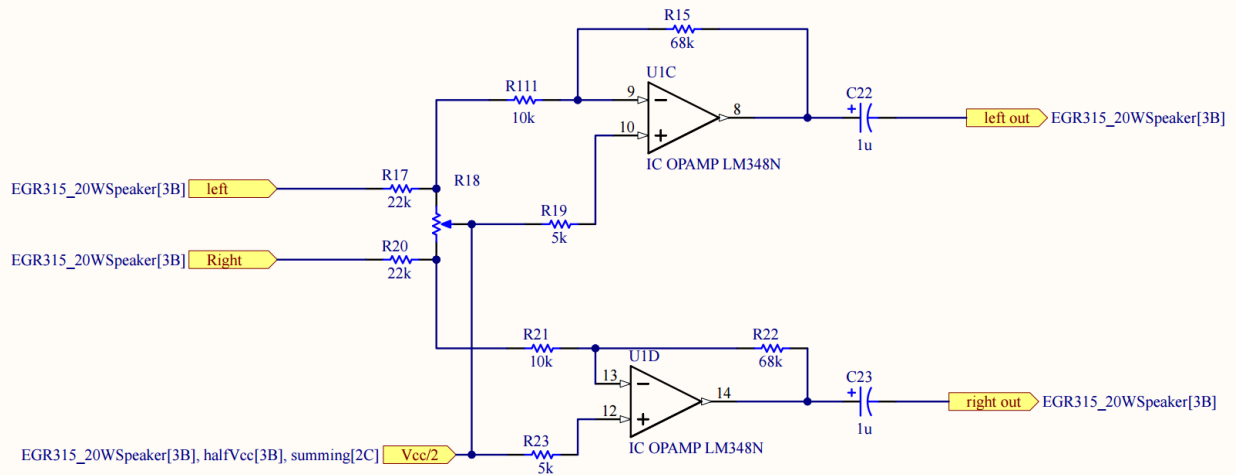 R15
68k
U1C
R111
10k
9
8
10
C22
1u
left out
EGR315_20WSpeaker[3B]
IC OPAMP LM348N
EGR315_20WSpeaker[3B]
left
R17
22k
R18
R19
5k
EGR315_20WSpeaker[3B]
Right
R20
22k
R21
10k
R22
68k
U1D
13
14
12
C23
1u
right out
EGR315_20WSpeaker[3B]
IC OPAMP LM348N
EGR315_20WSpeaker[3B], halfVcc[3B], summing[2C]
Vcc/2
R23
5k